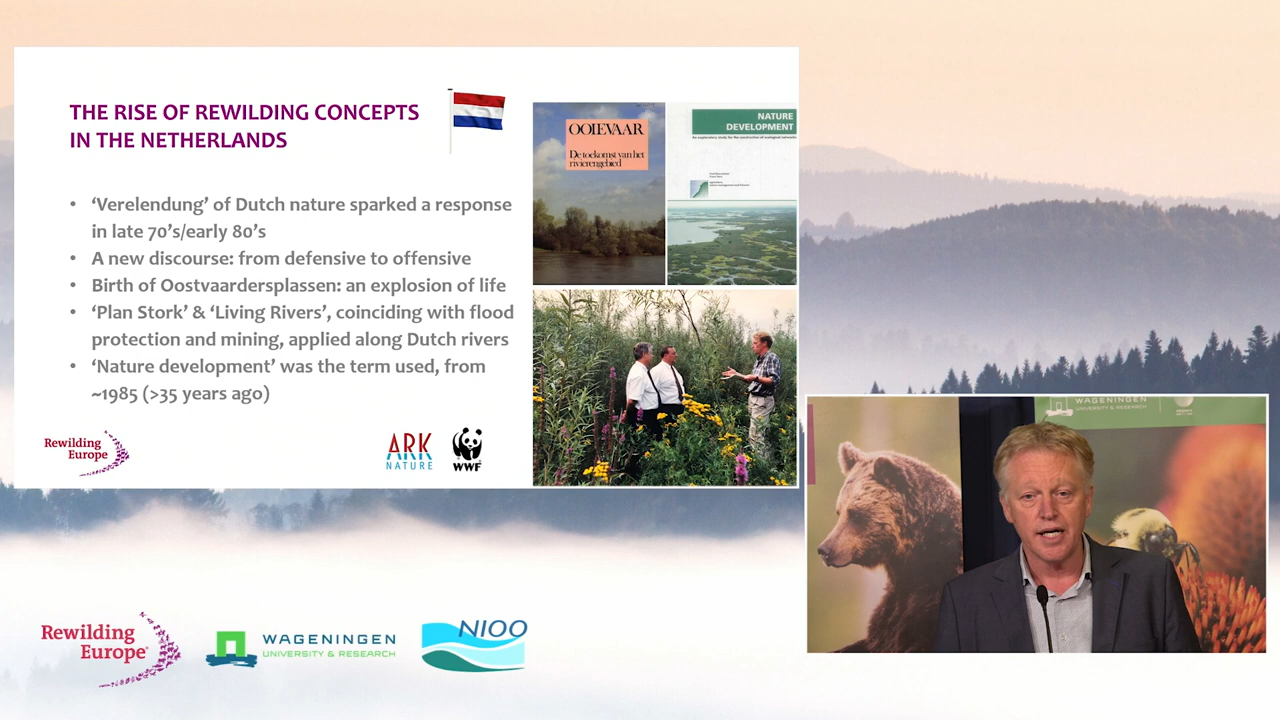 THE RISE OF REWILDING CONCEPTS
IN THE NETHERLANDS
• ‘Verelendung’ of Dutch nature sparked a response
in late 70’s/early 80’s
• A new discourse: from defensive to offensive
• Birth of Oostvaardersplassen: an explosion of life
• ‘Plan Stork’ & ‘Living Rivers’, coinciding with flood
protection and mining, applied along Dutch rivers
• ‘Nature development’ was the term used, from
~1985 (>35 years ago)
Rewilding
Europe
ARK
NATURE
WWF
OOIEVAAR
De toekomst van het
rivierengebied
NATURE
DEVELOPMENT
WAGENINGEN
UNIVERSITY & RESEARCH
Rewilding
Europe
WAGENINGEN
UNIVERSITY & RESEARCH
NIOO